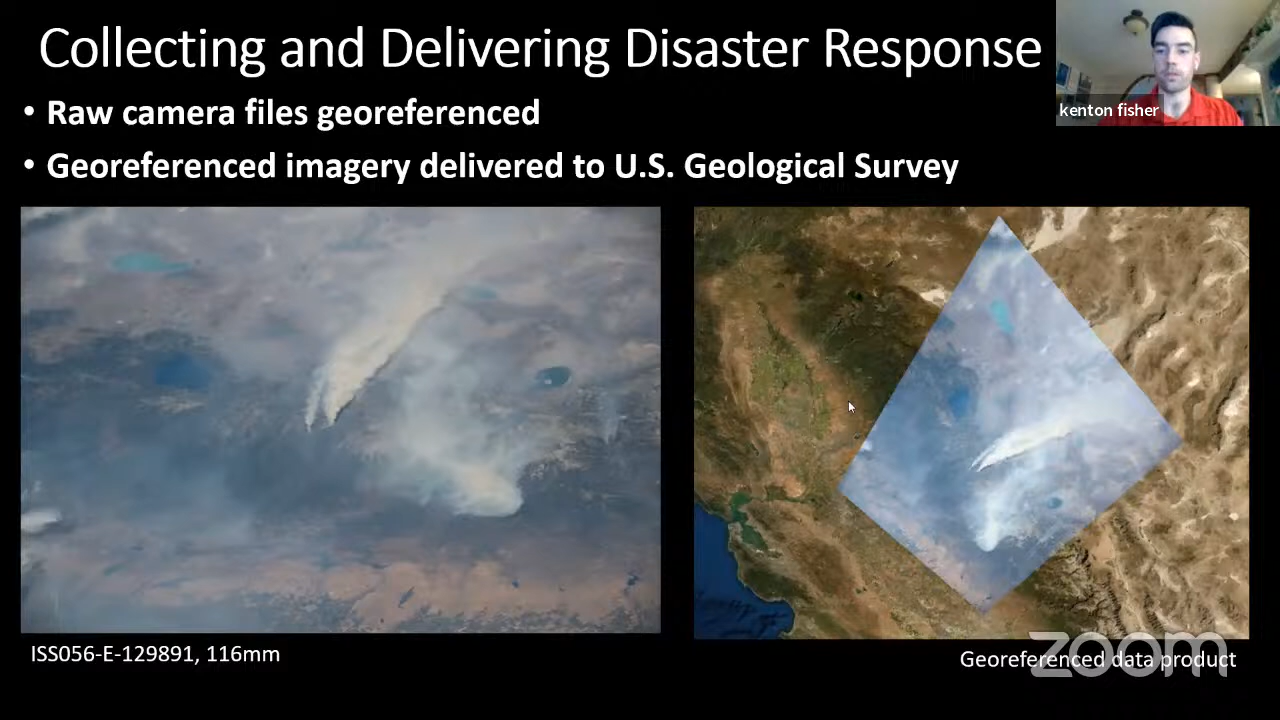 Collecting and Delivering Disaster Response
kenton fisher
• Raw camera files georeferenced
• Georeferenced imagery delivered to U.S. Geological Survey
ISS056-E-129891, 116mm
Georeferenced data product
zoom